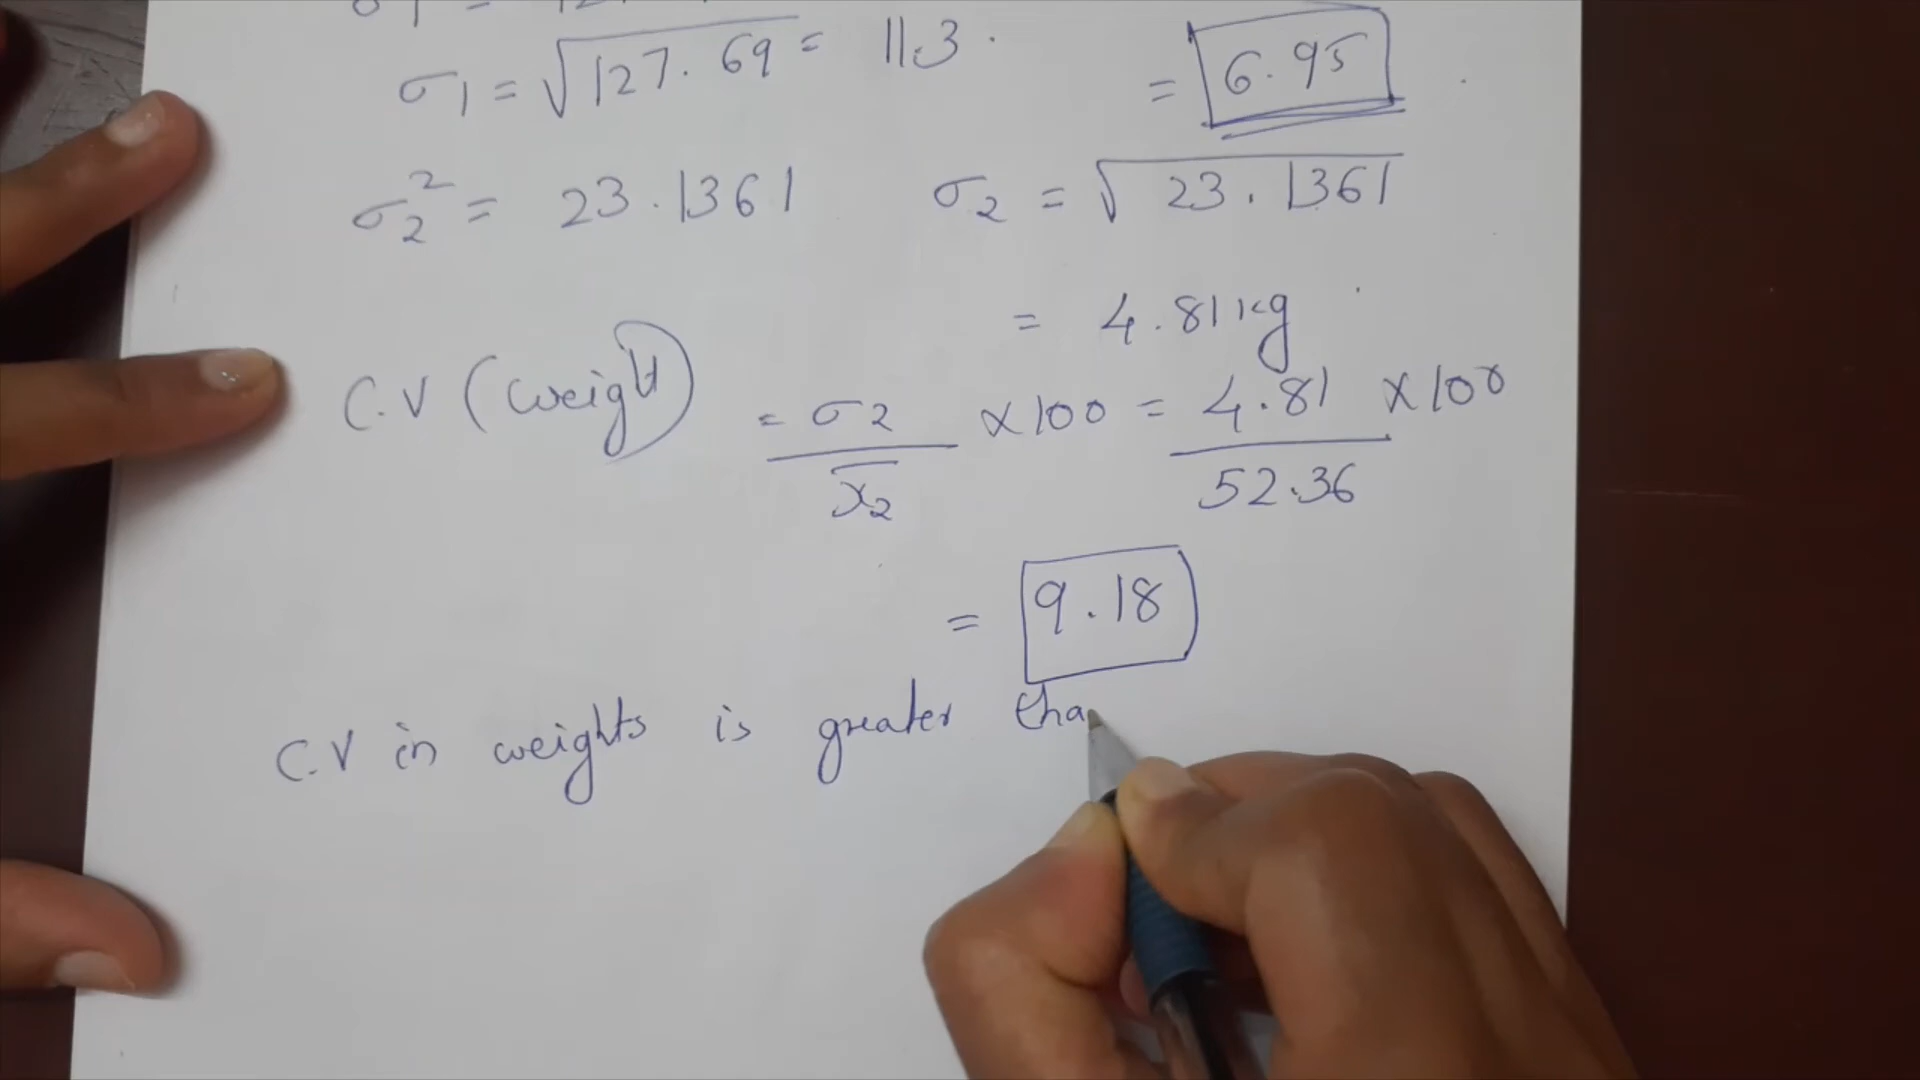 σ1 = √127.69 = 11.3 .
= 6.95
σ2² = 23.1361 σ2 = √23.1361
= 4.81 kg
C.V (weight) = σ2 / x̄2 × 100 = 4.81 / 52.36 × 100
= 9.18
C.V in weights is greater tha